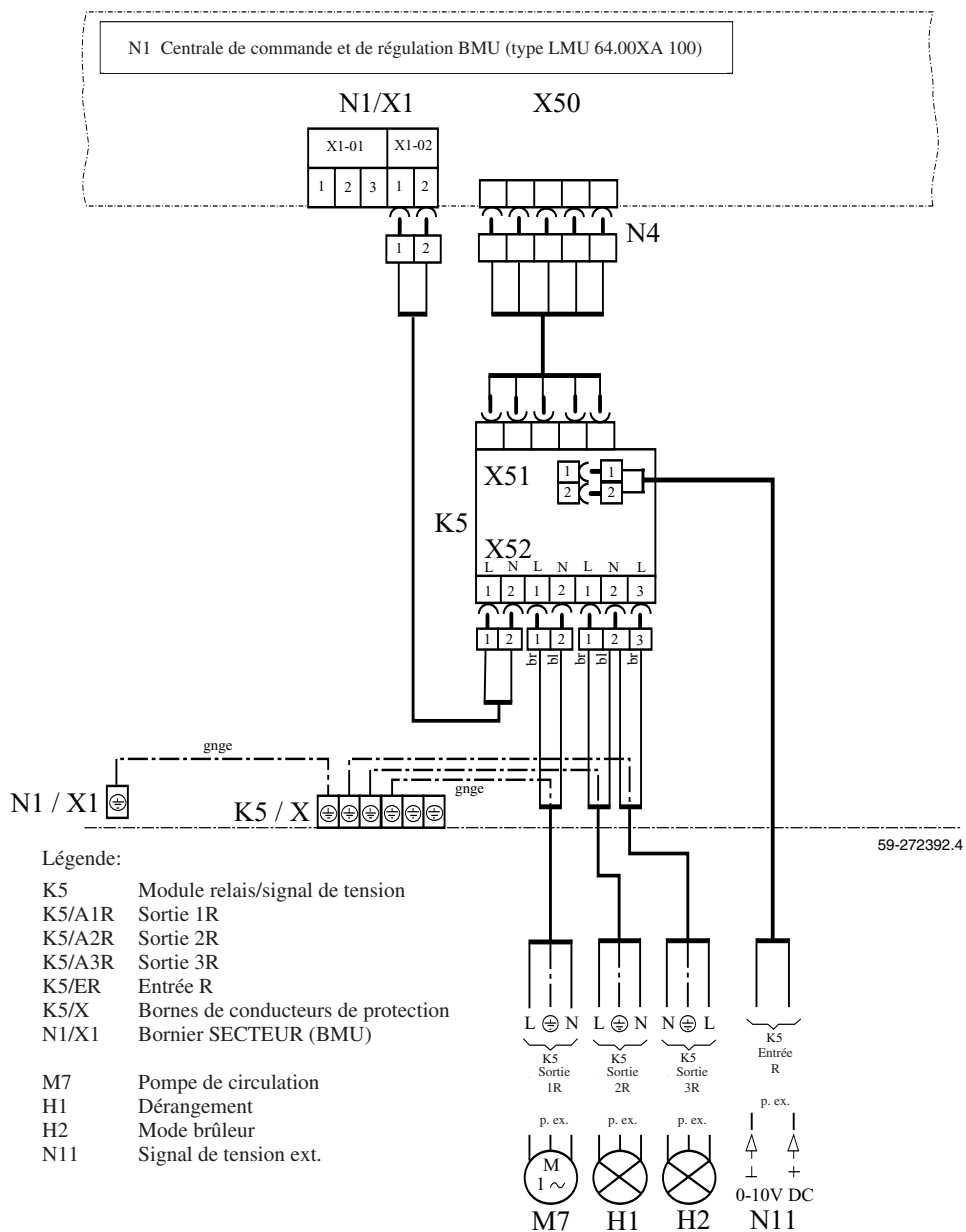 N1 Centrale de commande et de régulation BMU (type LMU 64.00XA 100)
N1/X1
X50
X1-01 X1-02
1 2 3 1 2
N4
1 2
X51
1 1
2 2
K5
X52
L N L N L N L
1 2 1 2 1 2 3
1 2 1 2 1 2 3
br bl br bl br
gnge
gnge
N1 / X1
K5 / X
59-272392.4
Légende:
K5 Module relais/signal de tension
K5/A1R Sortie 1R
K5/A2R Sortie 2R
K5/A3R Sortie 3R
K5/ER Entrée R
K5/X Bornes de conducteurs de protection
N1/X1 Bornier SECTEUR (BMU)
M7 Pompe de circulation
H1 Dérangement
H2 Mode brûleur
N11 Signal de tension ext.
L N L N N L
K5 Sortie 1R
K5 Sortie 2R
K5 Sortie 3R
K5 Entrée R
p. ex. p. ex. p. ex. p. ex.
M
1 ~
⊥ +
0-10V DC
M7 H1 H2 N11